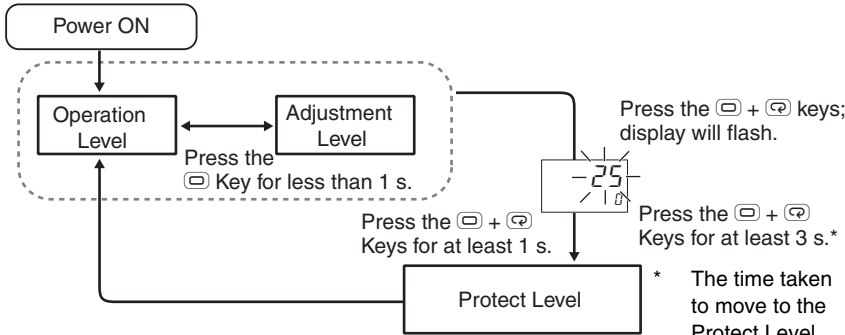 Power ON
Operation
Level
Adjustment
Level
Press the
Key for less than 1 s.
Press the + keys;
display will flash.
25
0
Press the +
Keys for at least 1 s.
Press the +
Keys for at least 3 s.*
Protect Level
* The time taken
to move to the
Protect Level